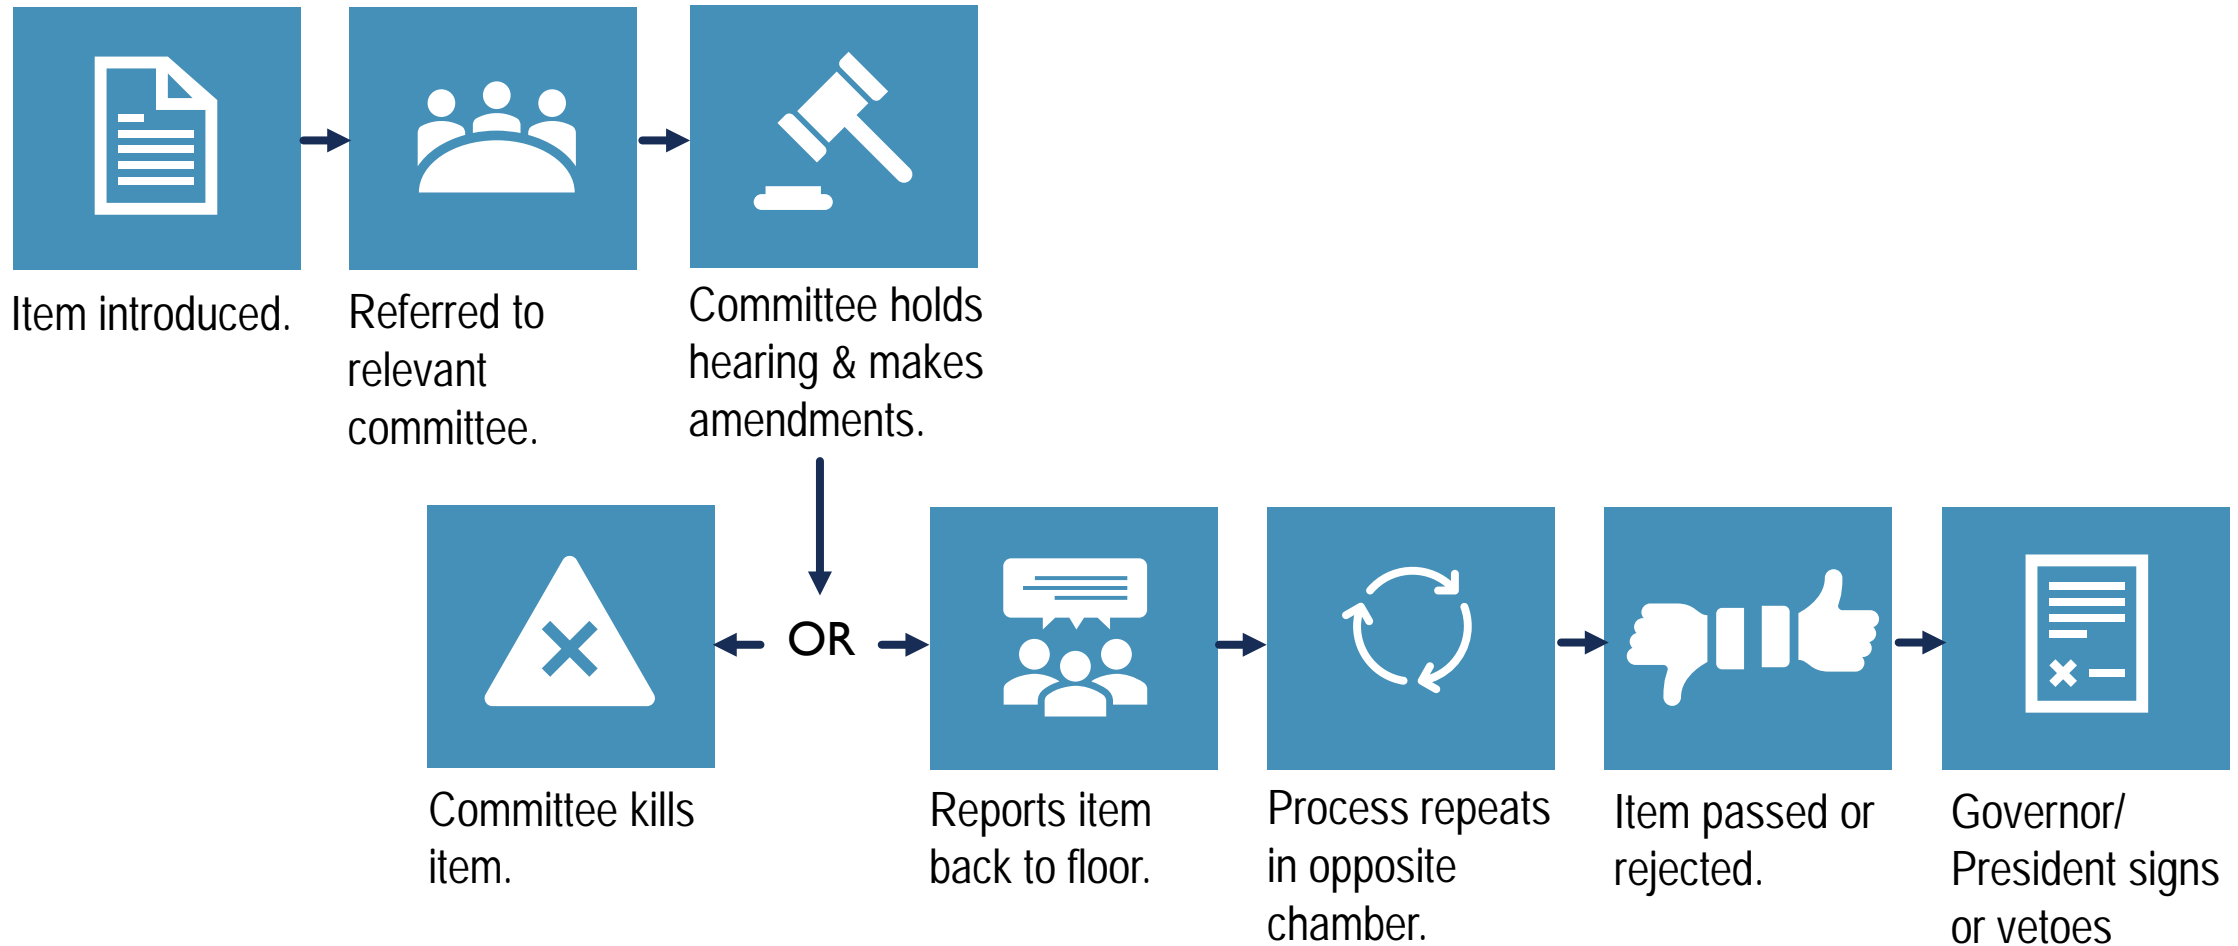 Item introduced.
Referred to
relevant
committee.
Committee holds
hearing & makes
amendments.
OR
Committee kills
item.
Reports item
back to floor.
Process repeats
in opposite
chamber.
Item passed or
rejected.
Governor/
President signs
or vetoes